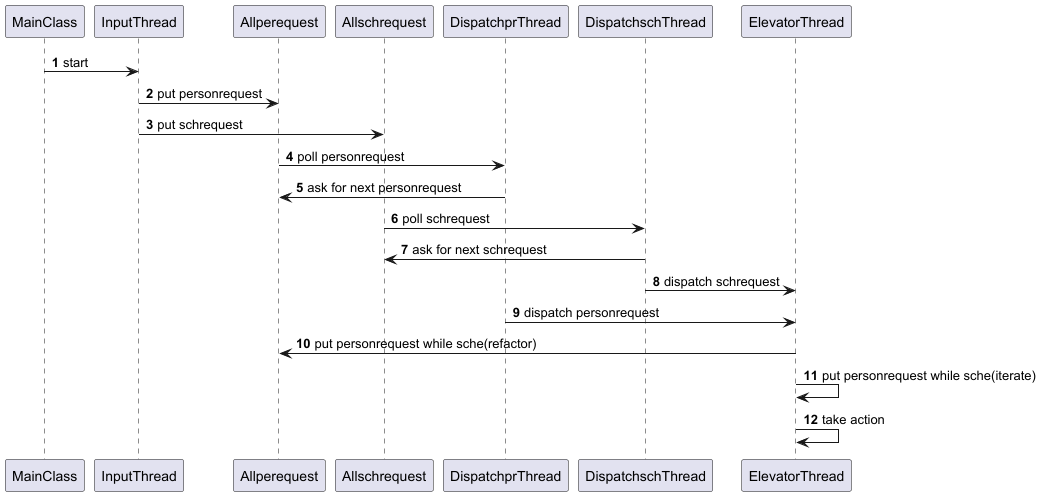 MainClass InputThread Allperequest Allschrequest DispatchprThread DispatchschThread ElevatorThread
1 start
2 put personrequest
3 put schrequest
4 poll personrequest
5 ask for next personrequest
6 poll schrequest
7 ask for next schrequest
8 dispatch schrequest
9 dispatch personrequest
10 put personrequest while sche(refactor)
11 put personrequest while sche(iterate)
12 take action
MainClass InputThread Allperequest Allschrequest DispatchprThread DispatchschThread ElevatorThread